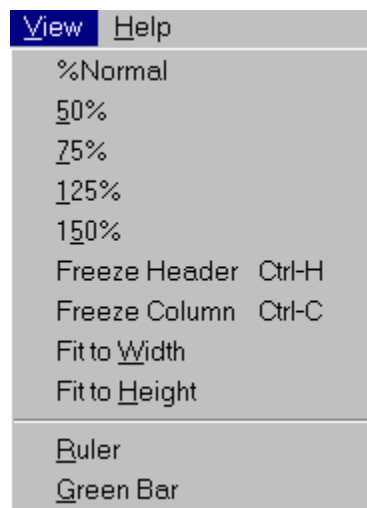 View Help
%Normal
50%
75%
125%
150%
Freeze Header Ctrl-H
Freeze Column Ctrl-C
Fit to Width
Fit to Height
Ruler
Green Bar